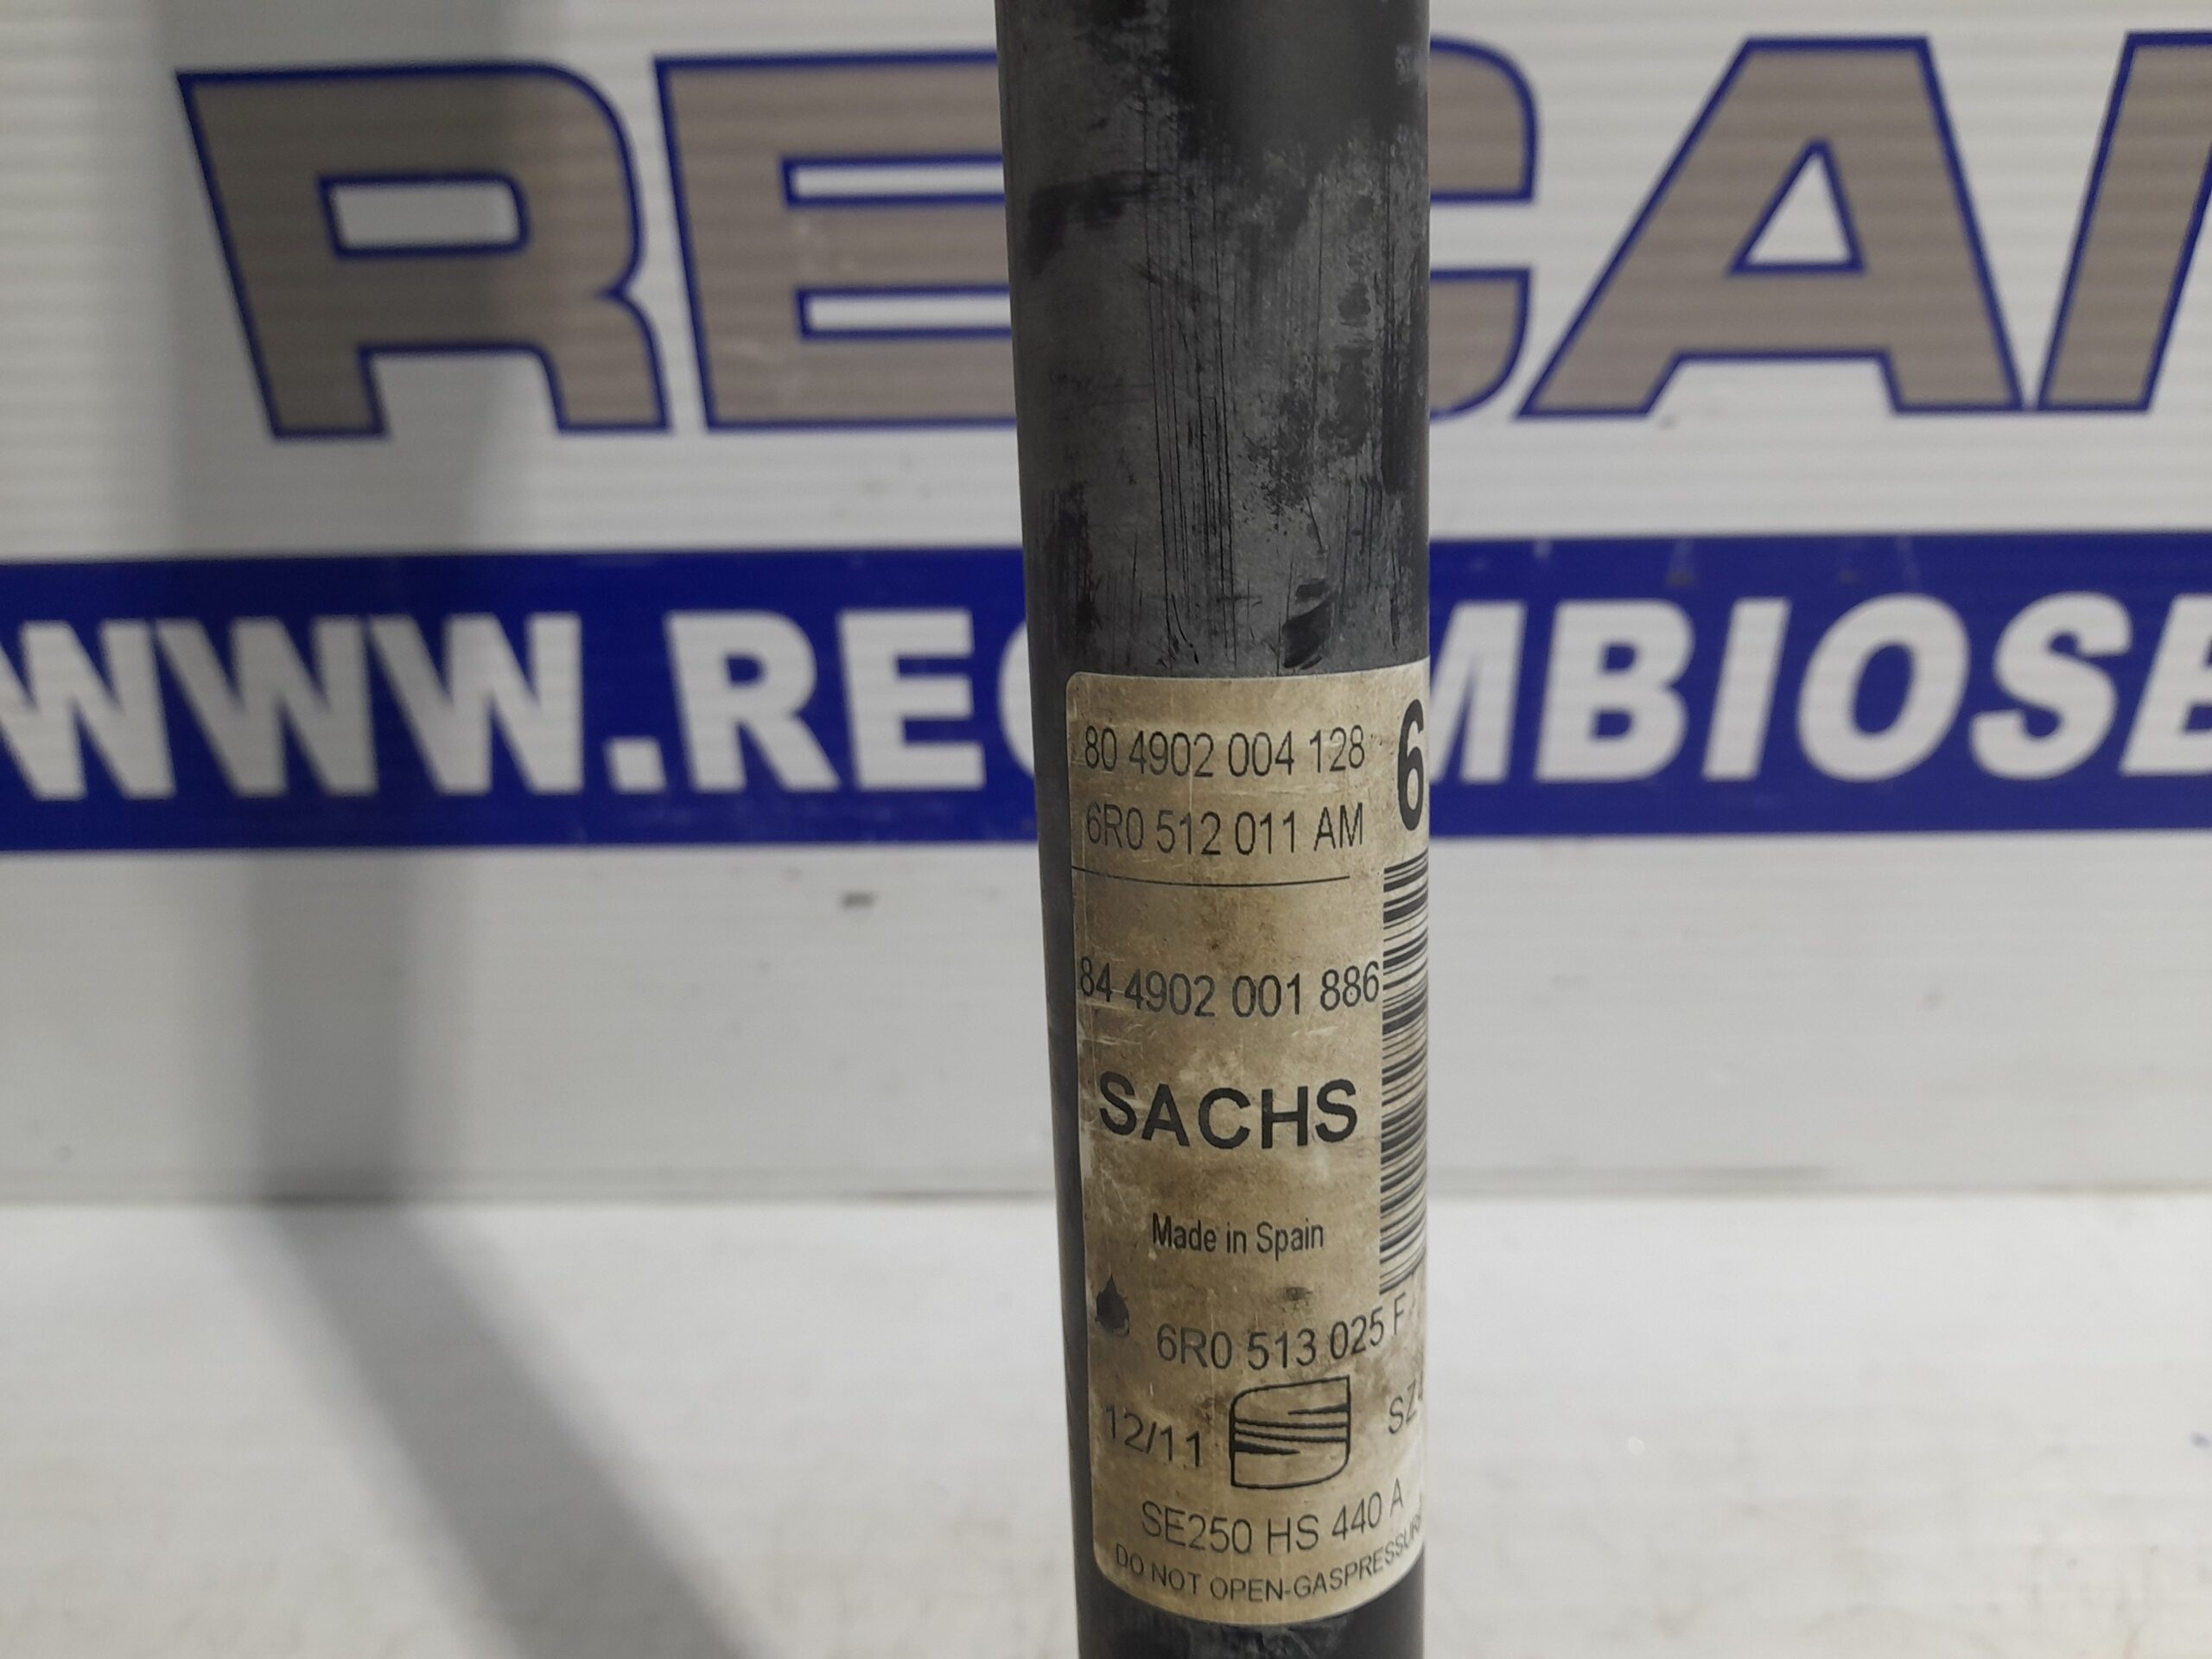 RECA
WWW.REC MBIOSE
80 4902 004 128
6R0 512 011 AM
6
84 4902 001 886
SACHS
Made in Spain
6R0 513 025 F
12/11
SZ
SE250 HS 440 A
DO NOT OPEN-GASPRESSURE